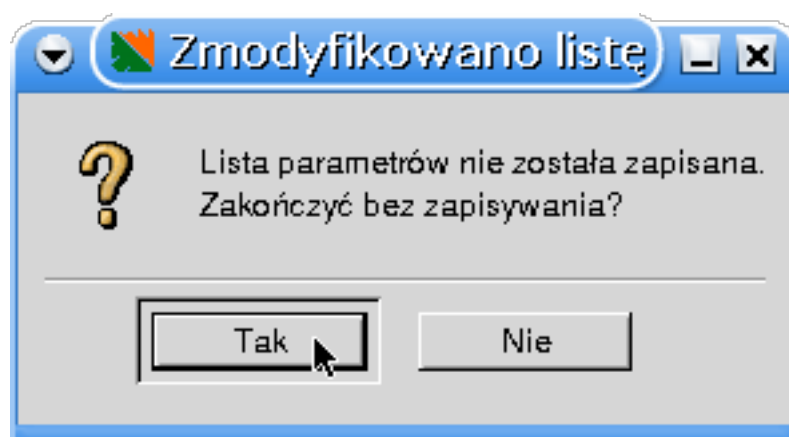 Zmodyfikowano listę
Lista parametrów nie została zapisana.
Zakończyć bez zapisywania?
Tak
Nie